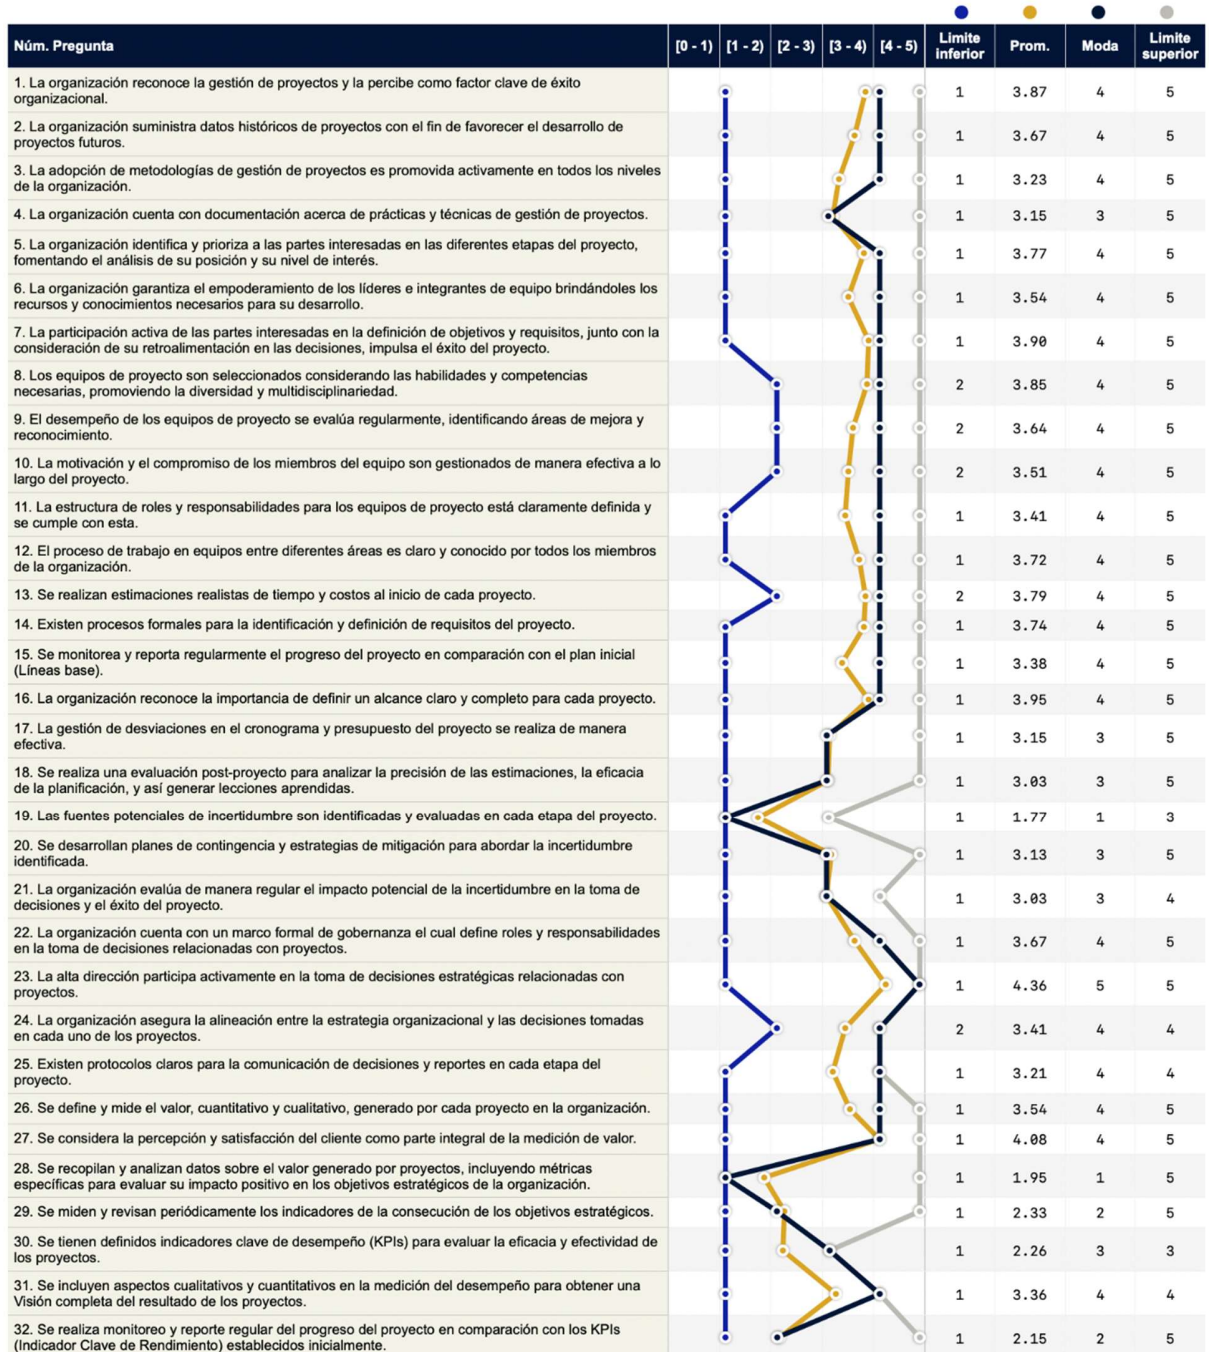 Núm. Pregunta [0 - 1) [1 - 2) [2 - 3) [3 - 4) [4 - 5) Limite inferior Prom. Moda Limite superior
1. La organización reconoce la gestión de proyectos y la percibe como factor clave de éxito
organizacional.
1 3.87 4 5
2. La organización suministra datos históricos de proyectos con el fin de favorecer el desarrollo de
proyectos futuros.
1 3.67 4 5
3. La adopción de metodologías de gestión de proyectos es promovida activamente en todos los niveles
de la organización.
1 3.23 4 5
4. La organización cuenta con documentación acerca de prácticas y técnicas de gestión de proyectos.
1 3.15 3 5
5. La organización identifica y prioriza a las partes interesadas en las diferentes etapas del proyecto,
fomentando el análisis de su posición y su nivel de interés.
1 3.77 4 5
6. La organización garantiza el empoderamiento de los líderes e integrantes de equipo brindándoles los
recursos y conocimientos necesarios para su desarrollo.
1 3.54 4 5
7. La participación activa de las partes interesadas en la definición de objetivos y requisitos, junto con la
consideración de su retroalimentación en las decisiones, impulsa el éxito del proyecto.
1 3.90 4 5
8. Los equipos de proyecto son seleccionados considerando las habilidades y competencias
necesarias, promoviendo la diversidad y multidisciplinariedad.
2 3.85 4 5
9. El desempeño de los equipos de proyecto se evalúa regularmente, identificando áreas de mejora y
reconocimiento.
2 3.64 4 5
10. La motivación y el compromiso de los miembros del equipo son gestionados de manera efectiva a lo
largo del proyecto.
2 3.51 4 5
11. La estructura de roles y responsabilidades para los equipos de proyecto está claramente definida y
se cumple con esta.
1 3.41 4 5
12. El proceso de trabajo en equipos entre diferentes áreas es claro y conocido por todos los miembros
de la organización.
1 3.72 4 5
13. Se realizan estimaciones realistas de tiempo y costos al inicio de cada proyecto.
2 3.79 4 5
14. Existen procesos formales para la identificación y definición de requisitos del proyecto.
1 3.74 4 5
15. Se monitorea y reporta regularmente el progreso del proyecto en comparación con el plan inicial
(Líneas base).
1 3.38 4 5
16. La organización reconoce la importancia de definir un alcance claro y completo para cada proyecto.
1 3.95 4 5
17. La gestión de desviaciones en el cronograma y presupuesto del proyecto se realiza de manera
efectiva.
1 3.15 3 5
18. Se realiza una evaluación post-proyecto para analizar la precisión de las estimaciones, la eficacia
de la planificación, y así generar lecciones aprendidas.
1 3.03 3 5
19. Las fuentes potenciales de incertidumbre son identificadas y evaluadas en cada etapa del proyecto.
1 1.77 1 3
20. Se desarrollan planes de contingencia y estrategias de mitigación para abordar la incertidumbre
identificada.
1 3.13 3 5
21. La organización evalúa de manera regular el impacto potencial de la incertidumbre en la toma de
decisiones y el éxito del proyecto.
1 3.03 3 4
22. La organización cuenta con un marco formal de gobernanza el cual define roles y responsabilidades
en la toma de decisiones relacionadas con proyectos.
1 3.67 4 5
23. La alta dirección participa activamente en la toma de decisiones estratégicas relacionadas con
proyectos.
1 4.36 5 5
24. La organización asegura la alineación entre la estrategia organizacional y las decisiones tomadas
en cada uno de los proyectos.
2 3.41 4 4
25. Existen protocolos claros para la comunicación de decisiones y reportes en cada etapa del
proyecto.
1 3.21 4 4
26. Se define y mide el valor, cuantitativo y cualitativo, generado por cada proyecto en la organización.
1 3.54 4 5
27. Se considera la percepción y satisfacción del cliente como parte integral de la medición de valor.
1 4.08 4 5
28. Se recopilan y analizan datos sobre el valor generado por proyectos, incluyendo métricas
específicas para evaluar su impacto positivo en los objetivos estratégicos de la organización.
1 1.95 1 5
29. Se miden y revisan periódicamente los indicadores de la consecución de los objetivos estratégicos.
1 2.33 2 5
30. Se tienen definidos indicadores clave de desempeño (KPIs) para evaluar la eficacia y efectividad de
los proyectos.
1 2.26 3 3
31. Se incluyen aspectos cualitativos y cuantitativos en la medición del desempeño para obtener una
Visión completa del resultado de los proyectos.
1 3.36 4 4
32. Se realiza monitoreo y reporte regular del progreso del proyecto en comparación con los KPIs
(Indicador Clave de Rendimiento) establecidos inicialmente.
1 2.15 2 5